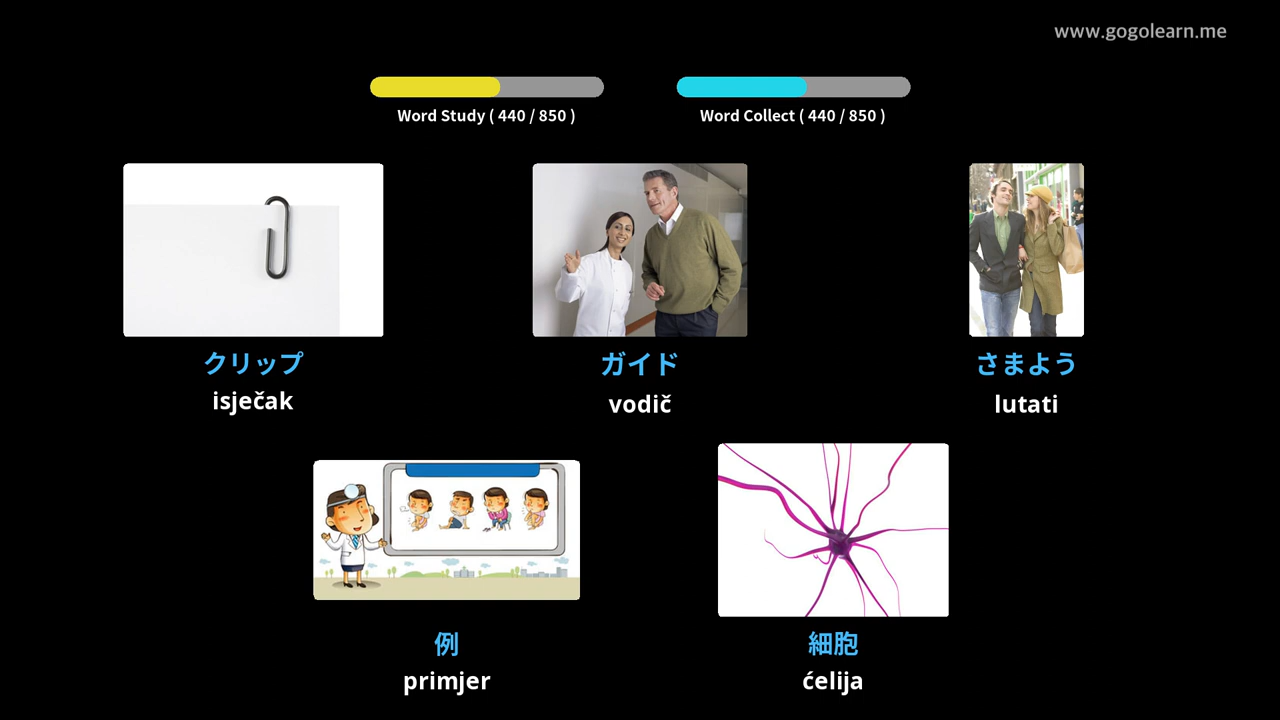 www.gogolearn.me
Word Study ( 440 / 850 )
Word Collect ( 440 / 850 )
クリップ
isječak
ガイド
vodič
さまよう
lutati
例
primjer
細胞
ćelija